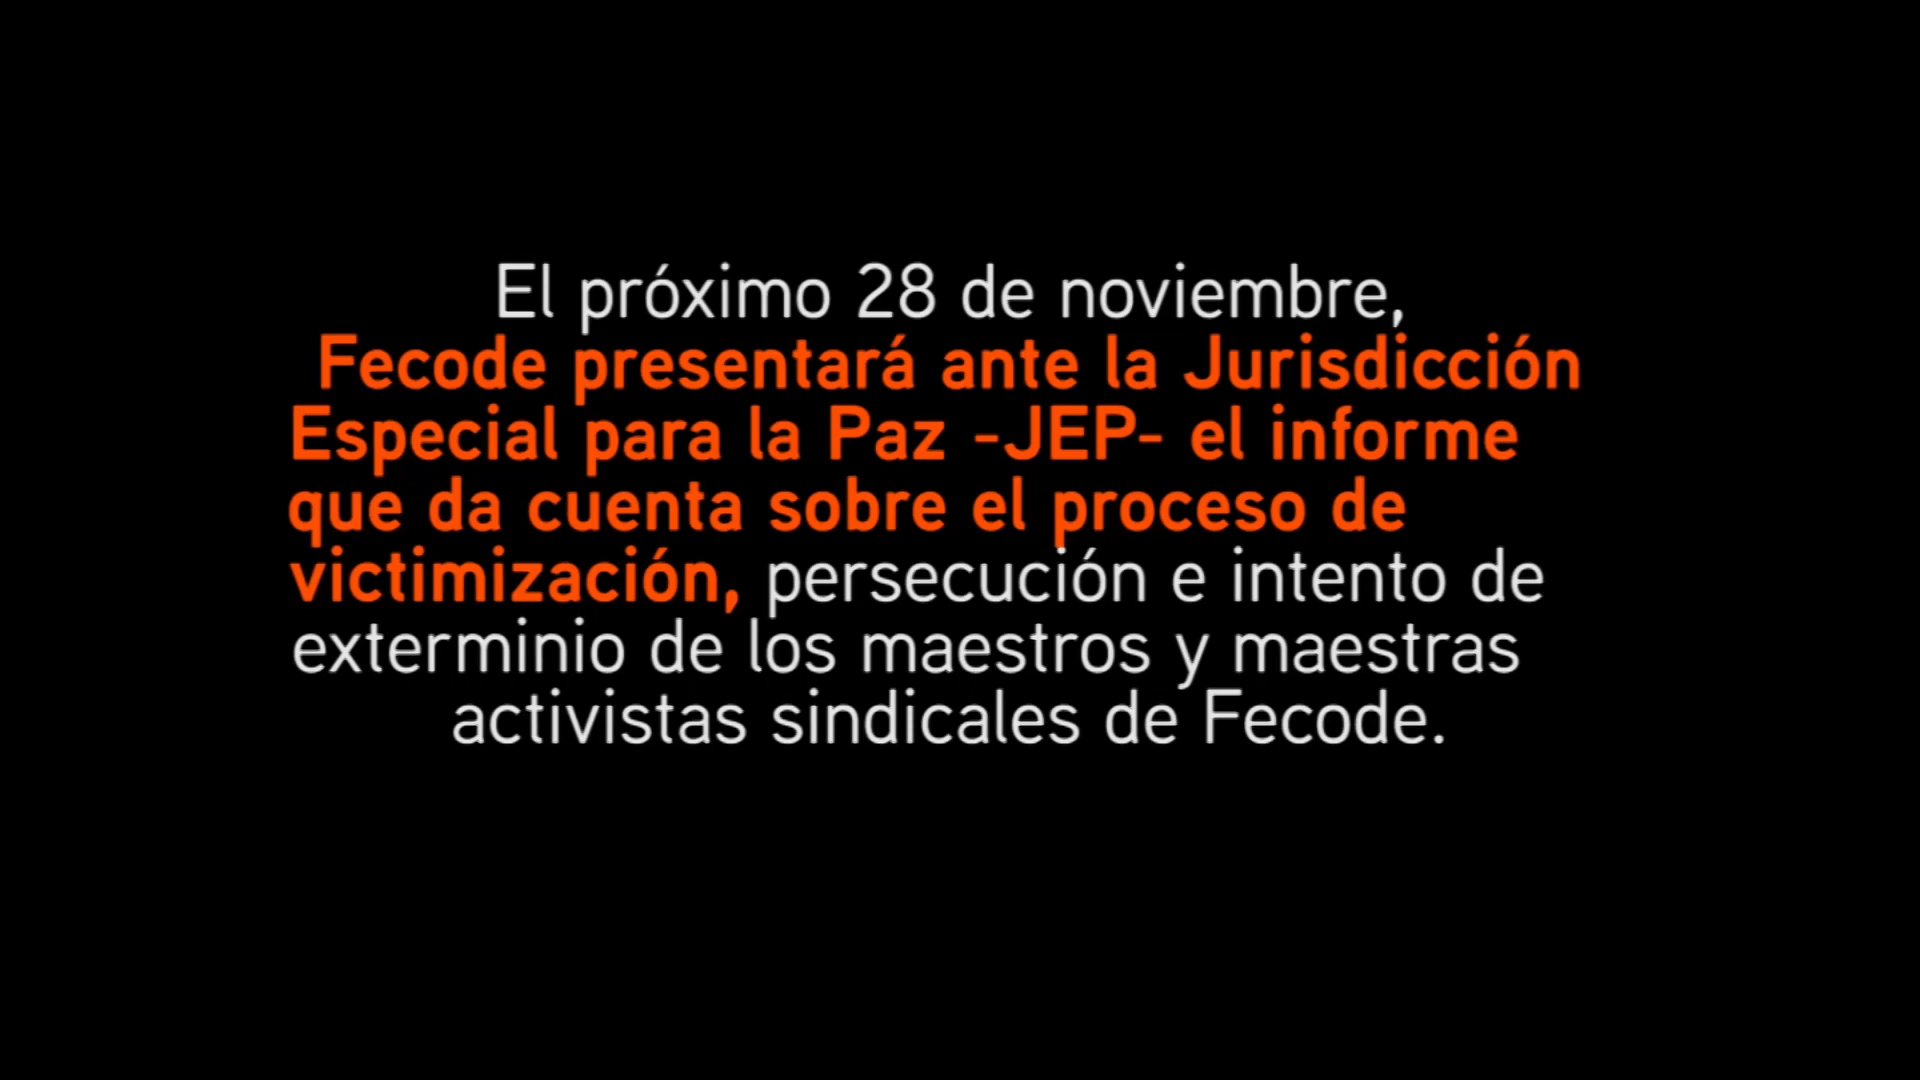 El próximo 28 de noviembre,
Fecode presentará ante la Jurisdicción
Especial para la Paz -JEP- el informe
que da cuenta sobre el proceso de
victimización, persecución e intento de
exterminio de los maestros y maestras
activistas sindicales de Fecode.